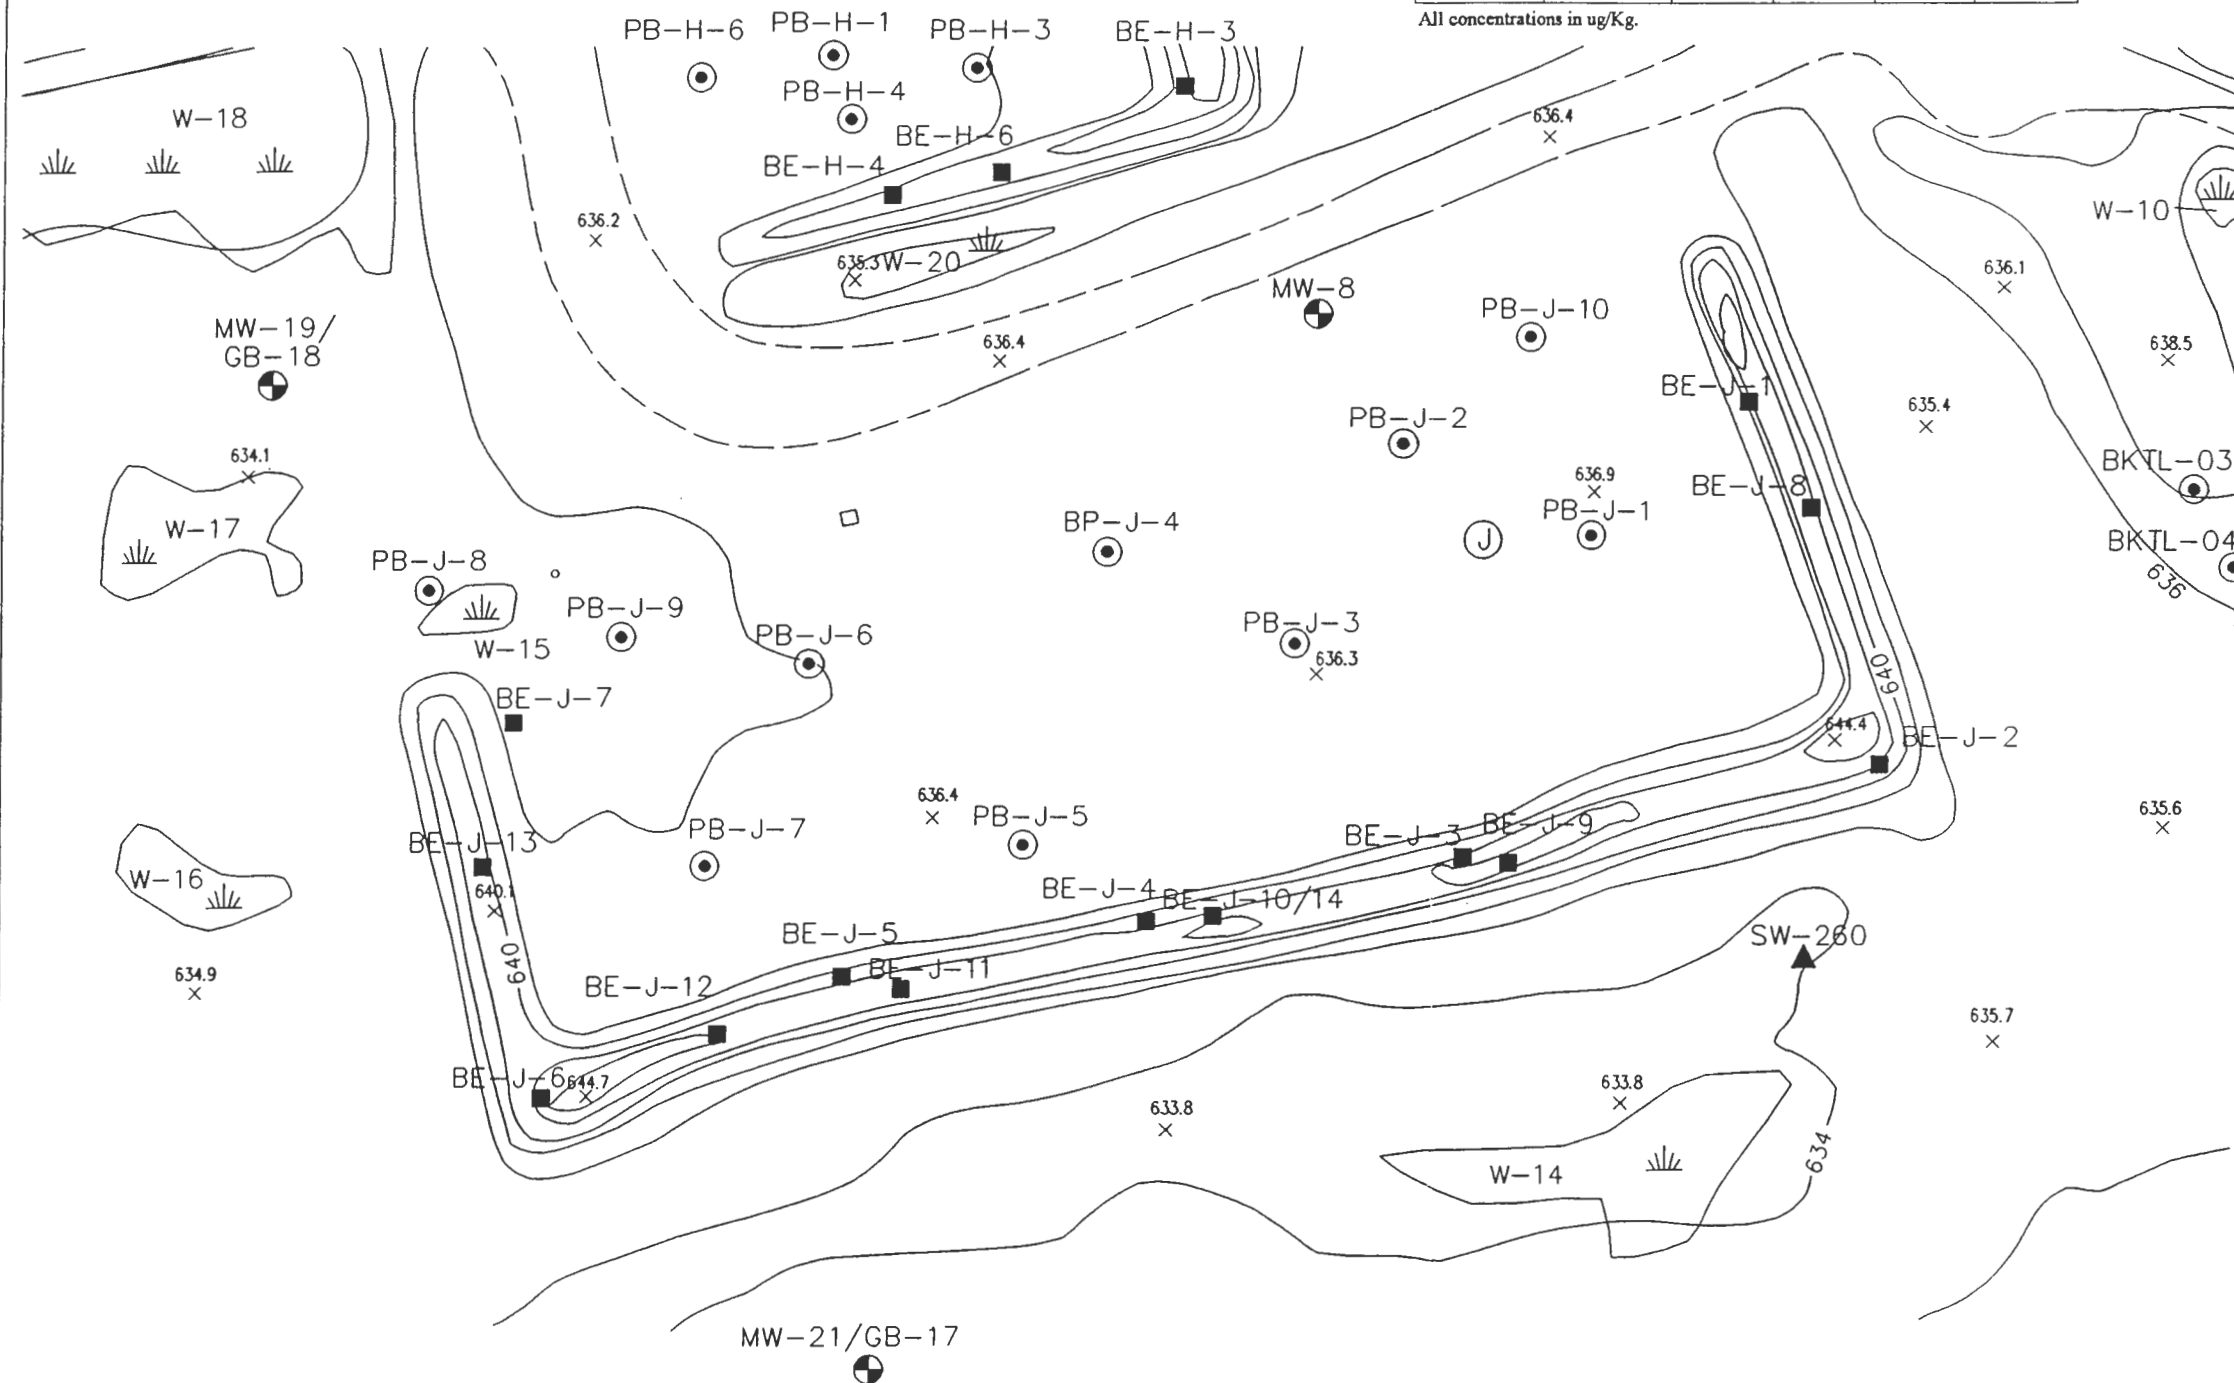 All concentrations in ug/Kg.
PB-H-6
PB-H-1
PB-H-3
BE-H-3
PB-H-4
W-18
BE-H-6
636.4
BE-H-4
636.2
W-10
635.3
W-20
636.1
MW-8
PB-J-10
MW-19/
GB-18
636.4
638.5
BE-J-1
635.4
PB-J-2
634.1
636.9
BE-J-8
BKTL-03
W-17
BP-J-4
J
PB-J-1
BKTL-04
636
PB-J-8
PB-J-9
PB-J-6
PB-J-3
W-15
636.3
640
BE-J-7
644.4
BE-J-2
636.4
PB-J-5
635.6
BE-J-13
PB-J-7
BE-J-3
BE-J-9
W-16
640.1
BE-J-4
BE-J-10/14
BE-J-5
SW-260
640
634.9
BE-J-12
BE-J-11
635.7
BE-J-6
644.7
633.8
633.8
634
W-14
MW-21/GB-17